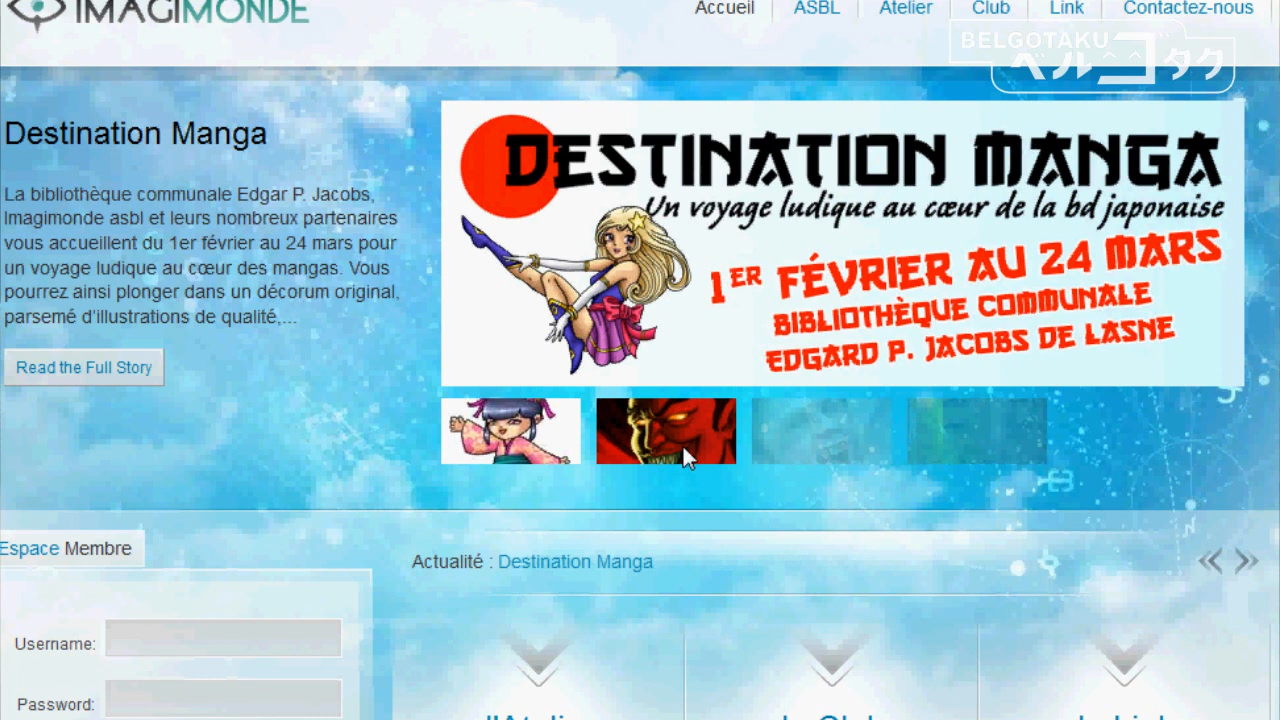 IMAGIMONDE
Accueil
ASBL
Atelier
Club
Link
Contactez-nous
BELGOTAKU
ベルゴタク
Destination Manga
La bibliothèque communale Edgar P. Jacobs,
Imagimonde asbl et leurs nombreux partenaires
vous accueillent du 1er février au 24 mars pour
un voyage ludique au cœur des mangas. Vous
pourrez ainsi plonger dans un décorum original,
parsemé d'illustrations de qualité,...
Read the Full Story
DESTINATION MANGA
Un voyage ludique au cœur de la bd japonaise
1ER FÉVRIER AU 24 MARS
BIBLIOTHÈQUE COMMUNALE
EDGARD P. JACOBS DE LASNE
Espace Membre
Actualité : Destination Manga
Username:
Password: